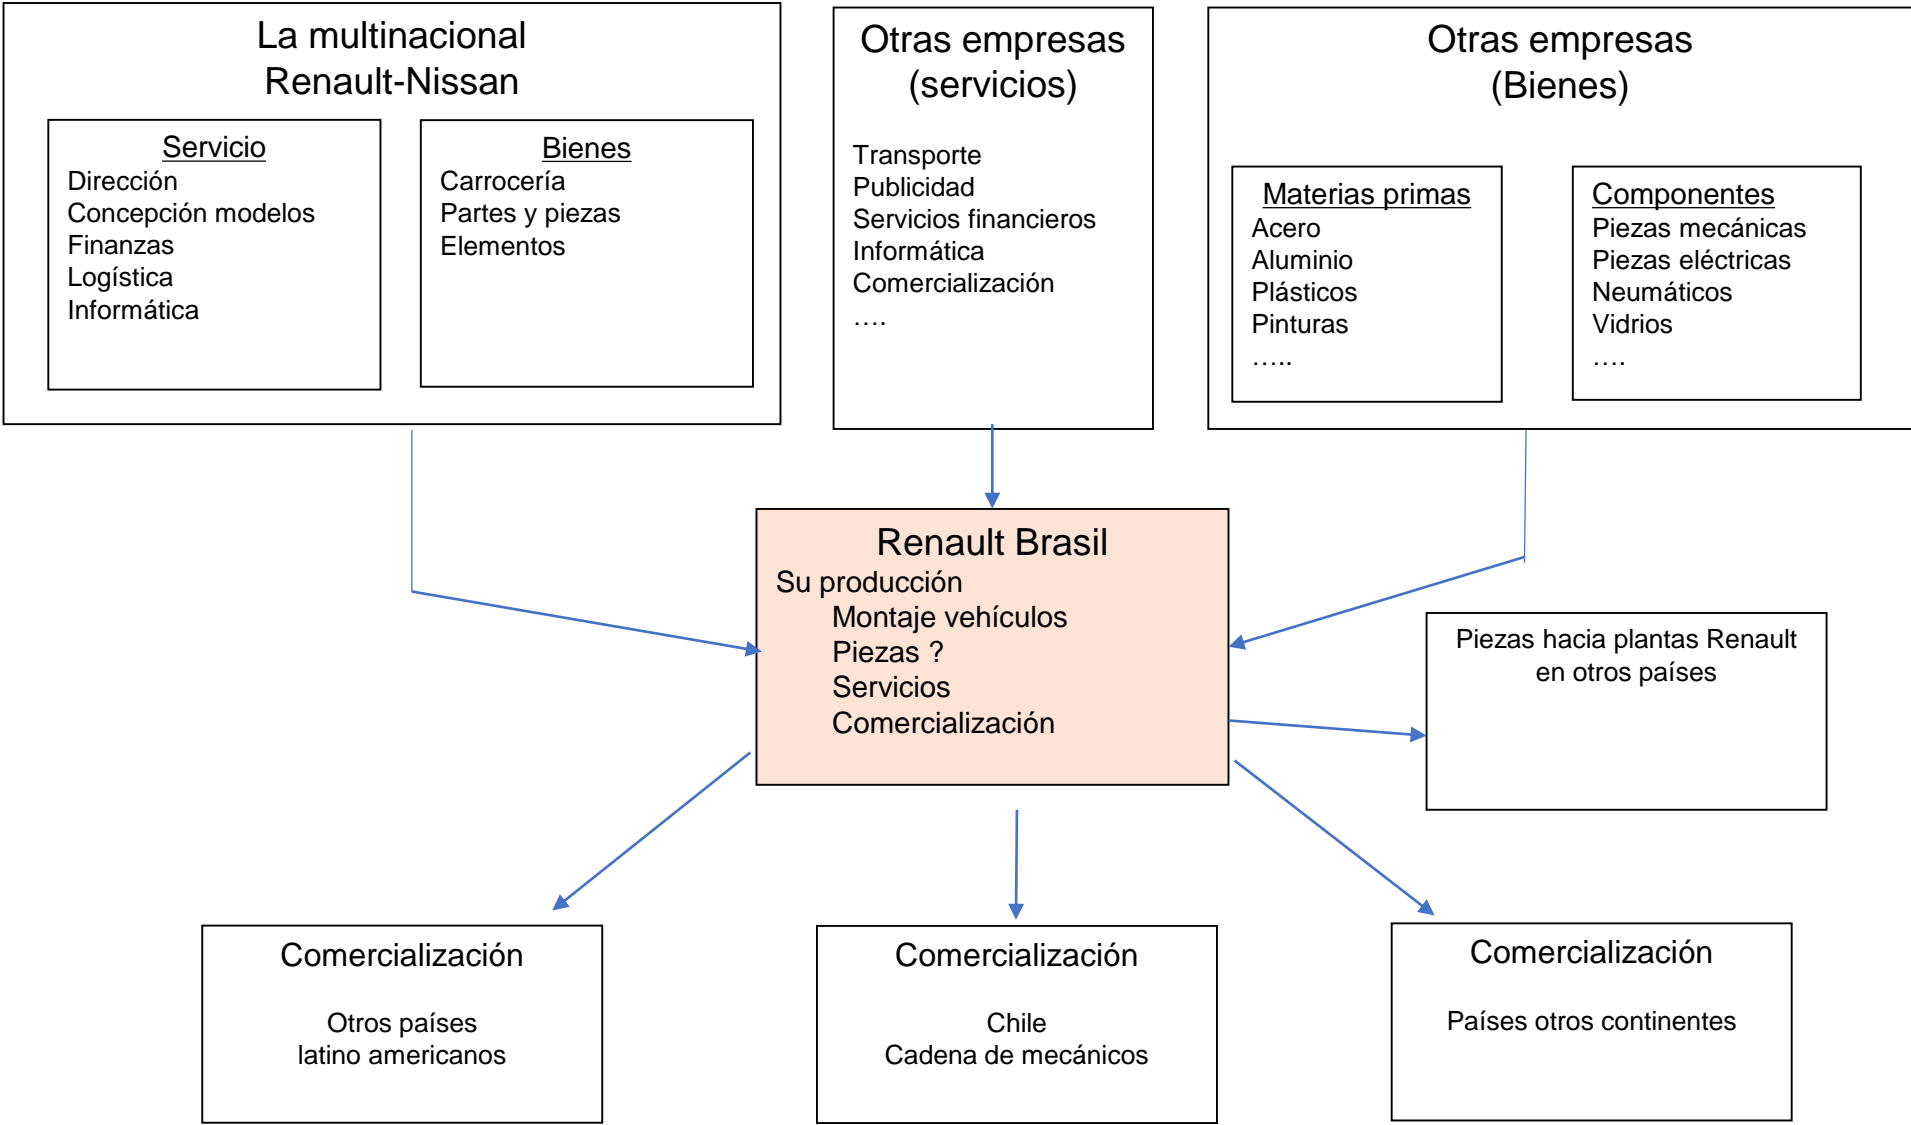 La multinacional
Renault-Nissan
Servicio
Dirección
Concepción modelos
Finanzas
Logística
Informática
Bienes
Carrocería
Partes y piezas
Elementos
Otras empresas
(servicios)
Transporte
Publicidad
Servicios financieros
Informática
Comercialización
….
Otras empresas
(Bienes)
Materias primas
Acero
Aluminio
Plásticos
Pinturas
…..
Componentes
Piezas mecánicas
Piezas eléctricas
Neumáticos
Vidrios
….
Renault Brasil
Su producción
Montaje vehículos
Piezas ?
Servicios
Comercialización
Piezas hacia plantas Renault
en otros países
Comercialización
Otros países
latino americanos
Comercialización
Chile
Cadena de mecánicos
Comercialización
Países otros continentes